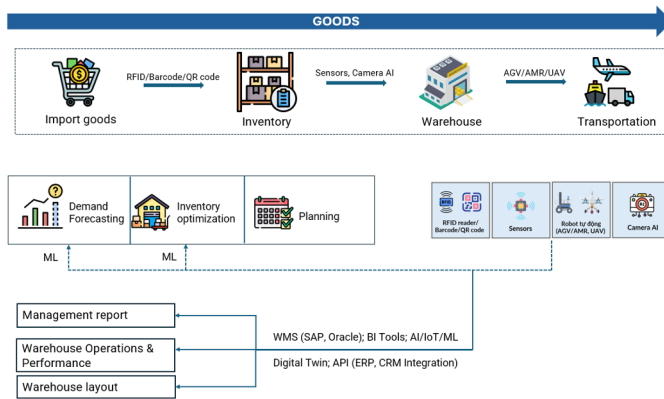 GOODS
RFID/Barcode/QR code
Sensors, Camera AI
AGV/AMR/UAV
Import goods
Inventory
Warehouse
Transportation
Demand
Forecasting
Inventory
optimization
Planning
RFID reader/
Barcode/QR code
Sensors
Robot tự động
(AGV/AMR, UAV)
Camera AI
ML
ML
Management report
Warehouse Operations &
Performance
Warehouse layout
WMS (SAP, Oracle); BI Tools; AI/IoT/ML
Digital Twin; API (ERP, CRM Integration)